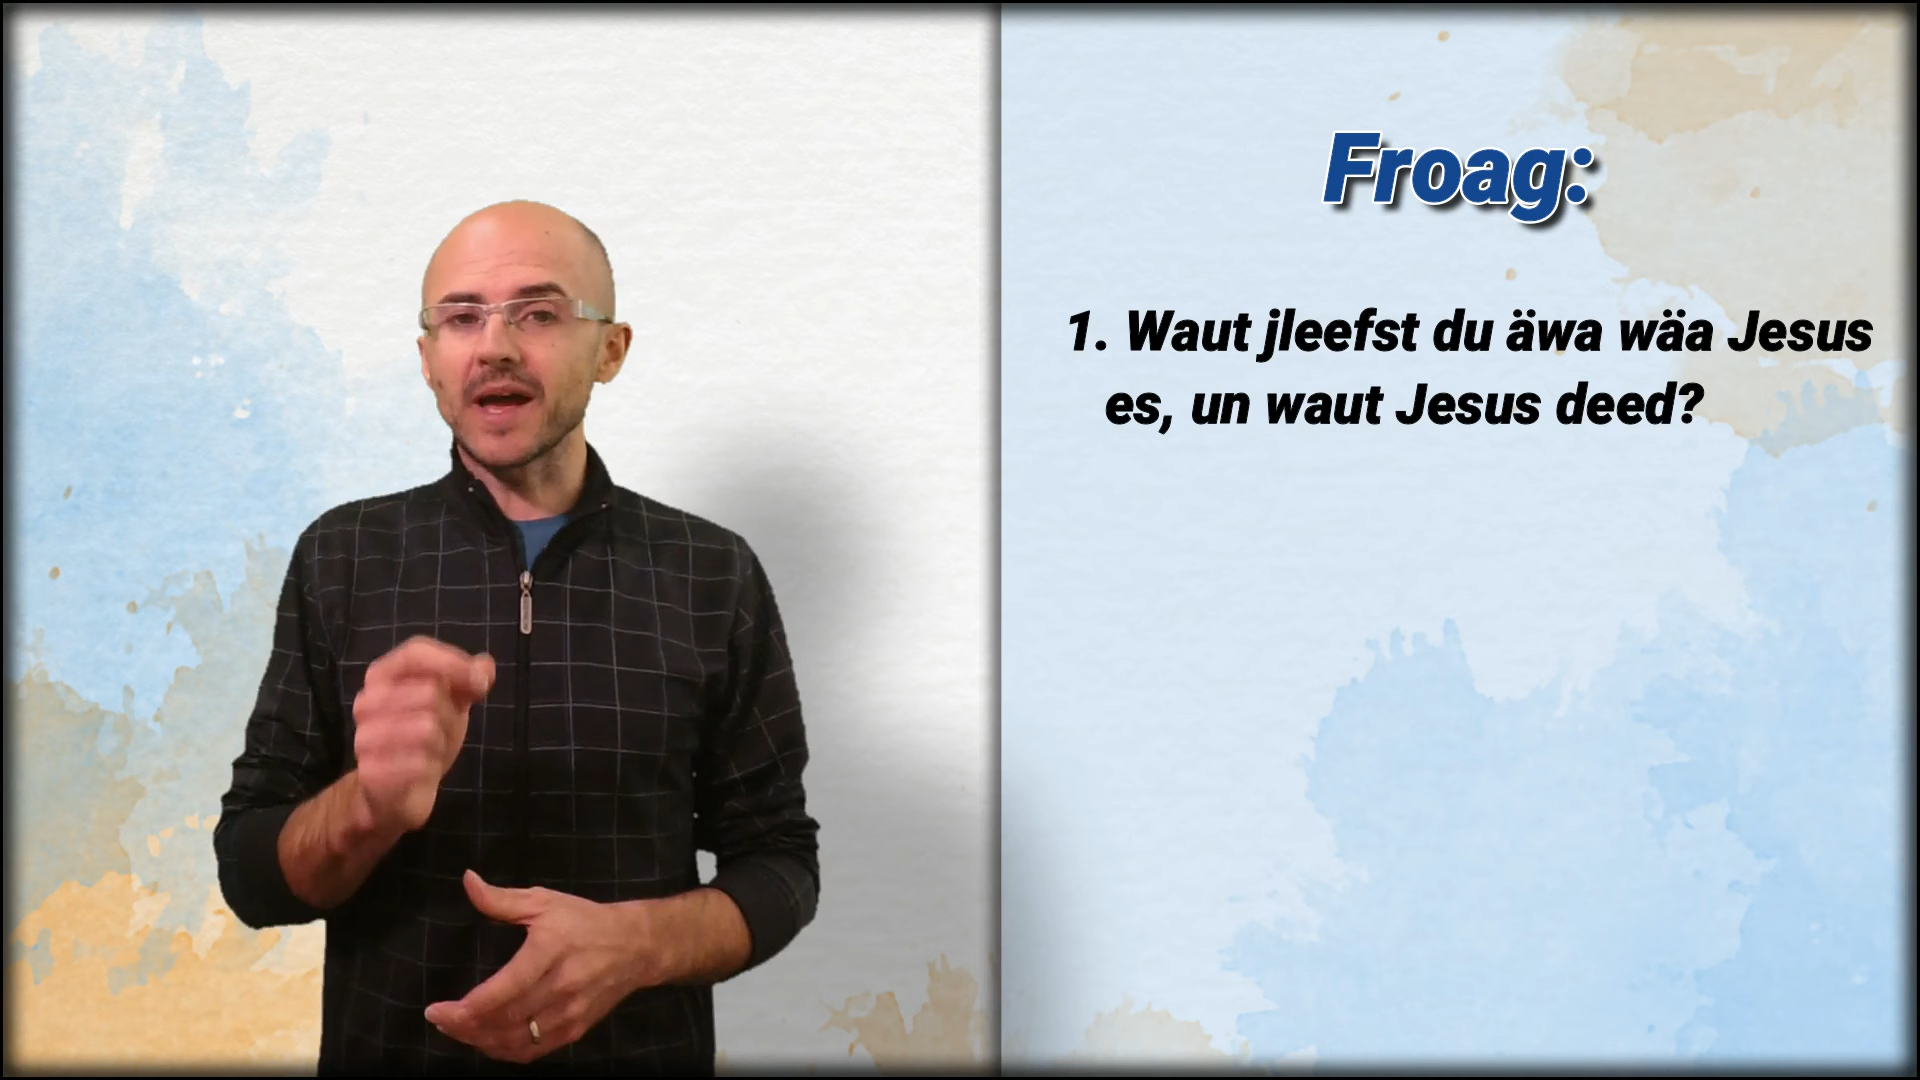 Froag:
1. Waut jleefst du äwa wäa Jesus
es, un waut Jesus deed?